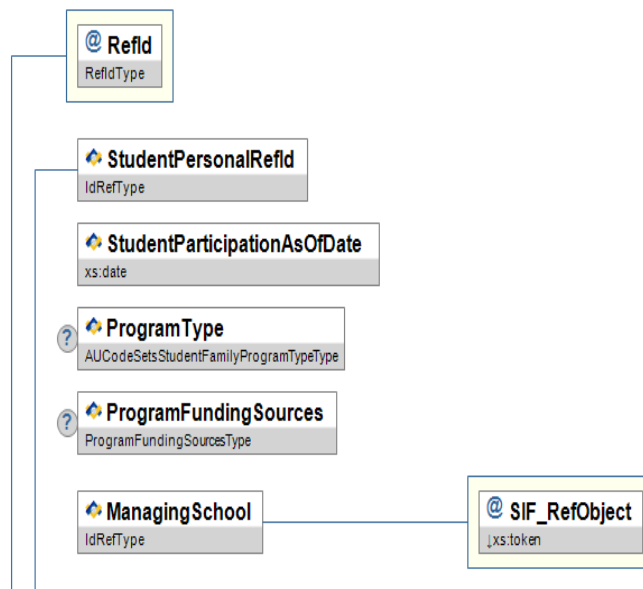 @ RefId
RefIdType
StudentPersonalRefId
IdRefType
StudentParticipationAsOfDate
xs:date
? ProgramType
AUCodeSetsStudentFamilyProgramTypeType
? ProgramFundingSources
ProgramFundingSourcesType
ManagingSchool
IdRefType
@ SIF_RefObject
↓xs:token